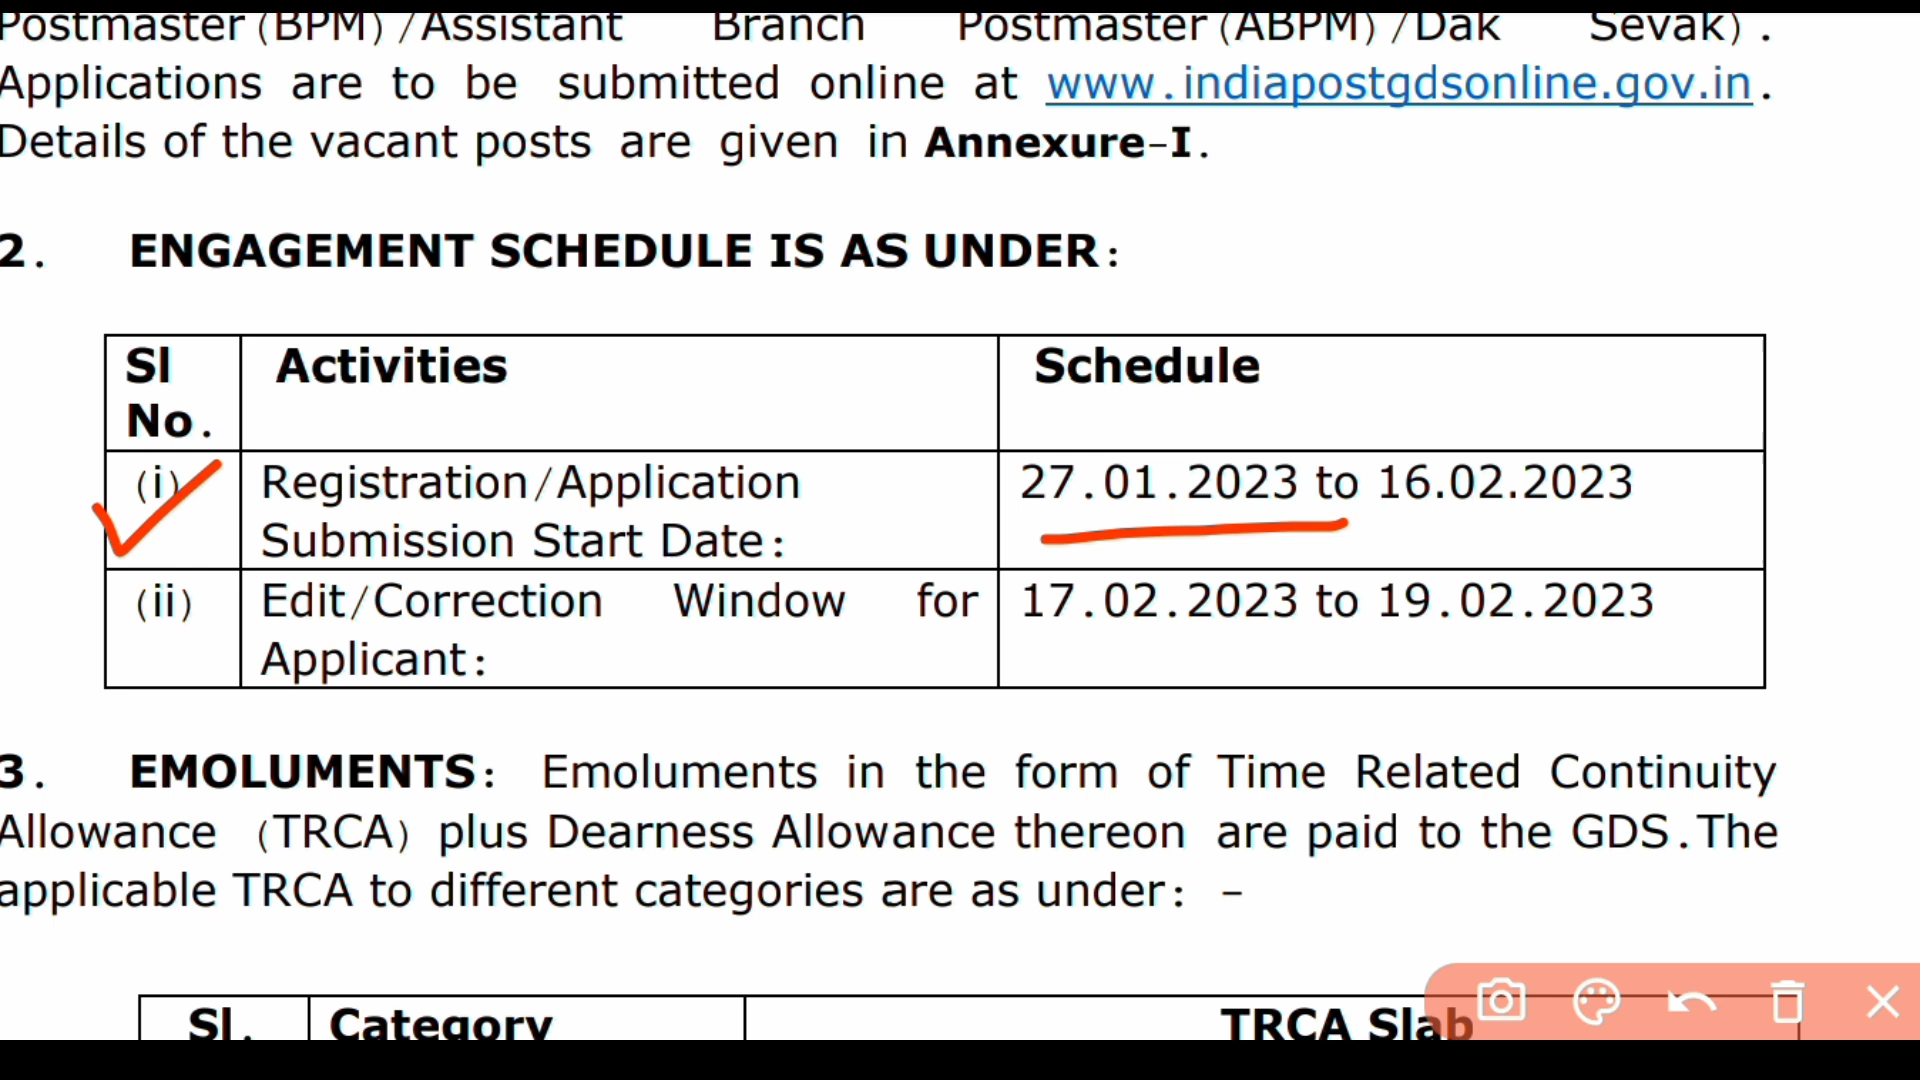 Postmaster(BPM)/Assistant Branch Postmaster(ABPM)/Dak Sevak).
Applications are to be submitted online at www.indiapostgdsonline.gov.in.
Details of the vacant posts are given in Annexure-I.
2. ENGAGEMENT SCHEDULE IS AS UNDER:
Sl No. Activities Schedule
(i) Registration/Application Submission Start Date: 27.01.2023 to 16.02.2023
(ii) Edit/Correction Window for Applicant: 17.02.2023 to 19.02.2023
3. EMOLUMENTS: Emoluments in the form of Time Related Continuity
Allowance (TRCA) plus Dearness Allowance thereon are paid to the GDS.The
applicable TRCA to different categories are as under: –
Sl. Category TRCA Slab